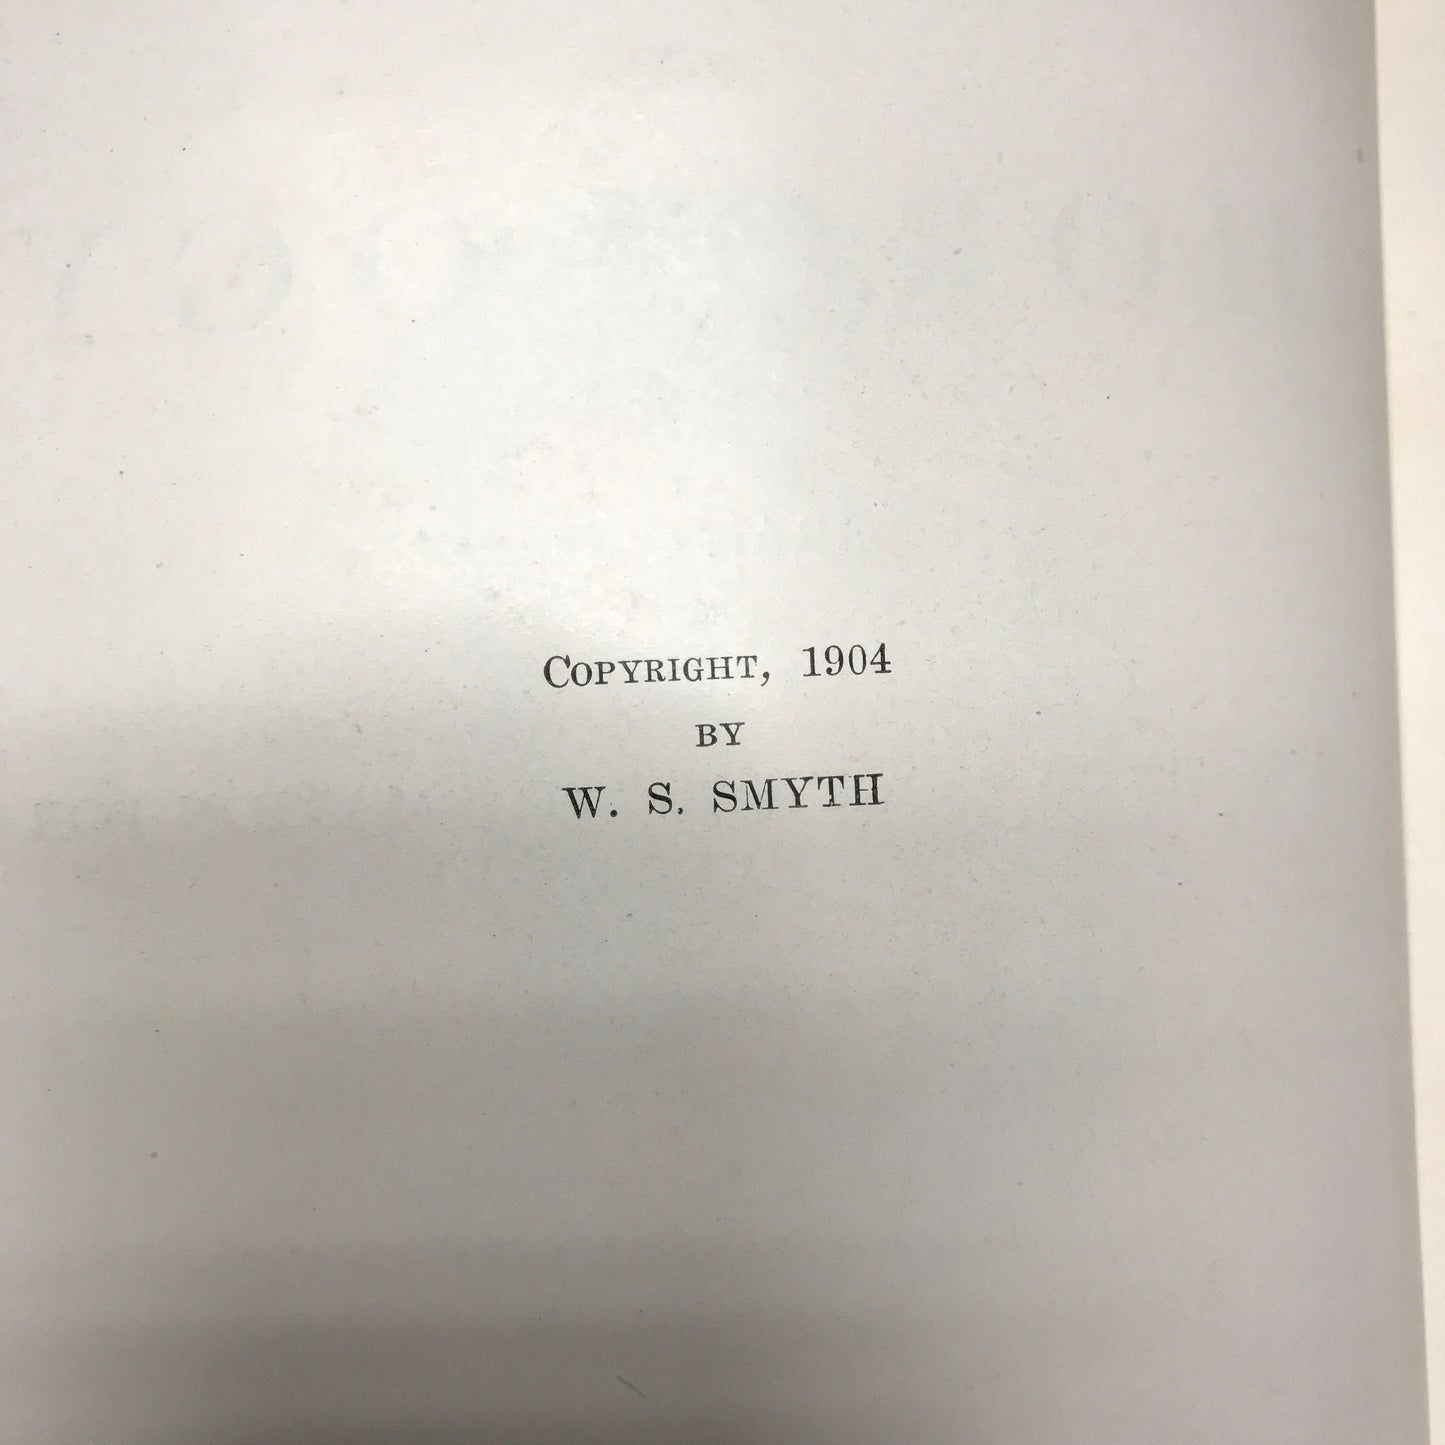 COPYRIGHT, 1904
BY
W. S. SMYTH